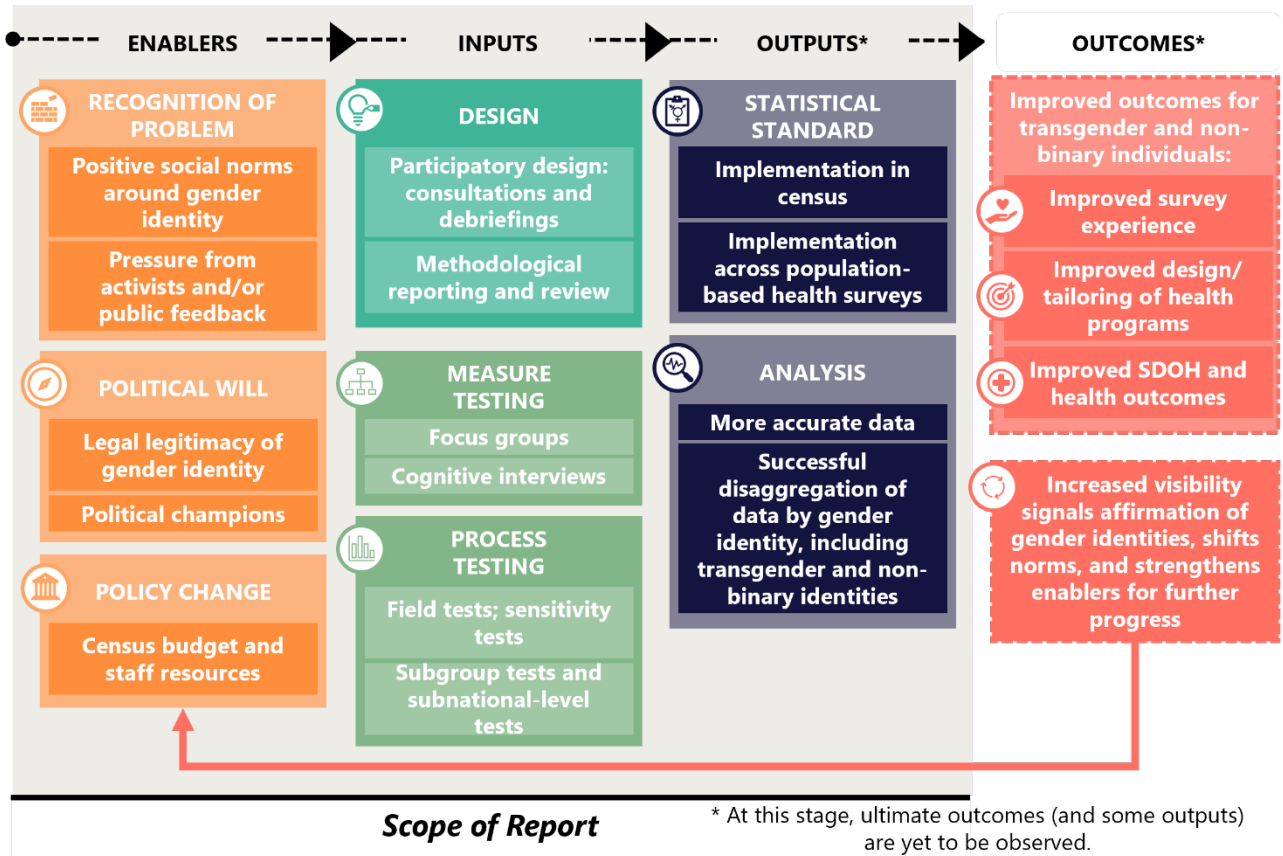 ENABLERS
INPUTS
OUTPUTS*
OUTCOMES*
RECOGNITION OF
PROBLEM
Positive social norms
around gender
identity
Pressure from
activists and/or
public feedback
POLITICAL WILL
Legal legitimacy of
gender identity
Political champions
POLICY CHANGE
Census budget and
staff resources
DESIGN
Participatory design:
consultations and
debriefings
Methodological
reporting and review
MEASURE
TESTING
Focus groups
Cognitive interviews
PROCESS
TESTING
Field tests; sensitivity
tests
Subgroup tests and
subnational-level
tests
STATISTICAL
STANDARD
Implementation in
census
Implementation
across population-
based health surveys
ANALYSIS
More accurate data
Successful
disaggregation of
data by gender
identity, including
transgender and non-
binary identities
Improved outcomes for
transgender and non-
binary individuals:
Improved survey
experience
Improved design/
tailoring of health
programs
Improved SDOH and
health outcomes
Increased visibility
signals affirmation of
gender identities, shifts
norms, and strengthens
enablers for further
progress
Scope of Report
* At this stage, ultimate outcomes (and some outputs)
are yet to be observed.